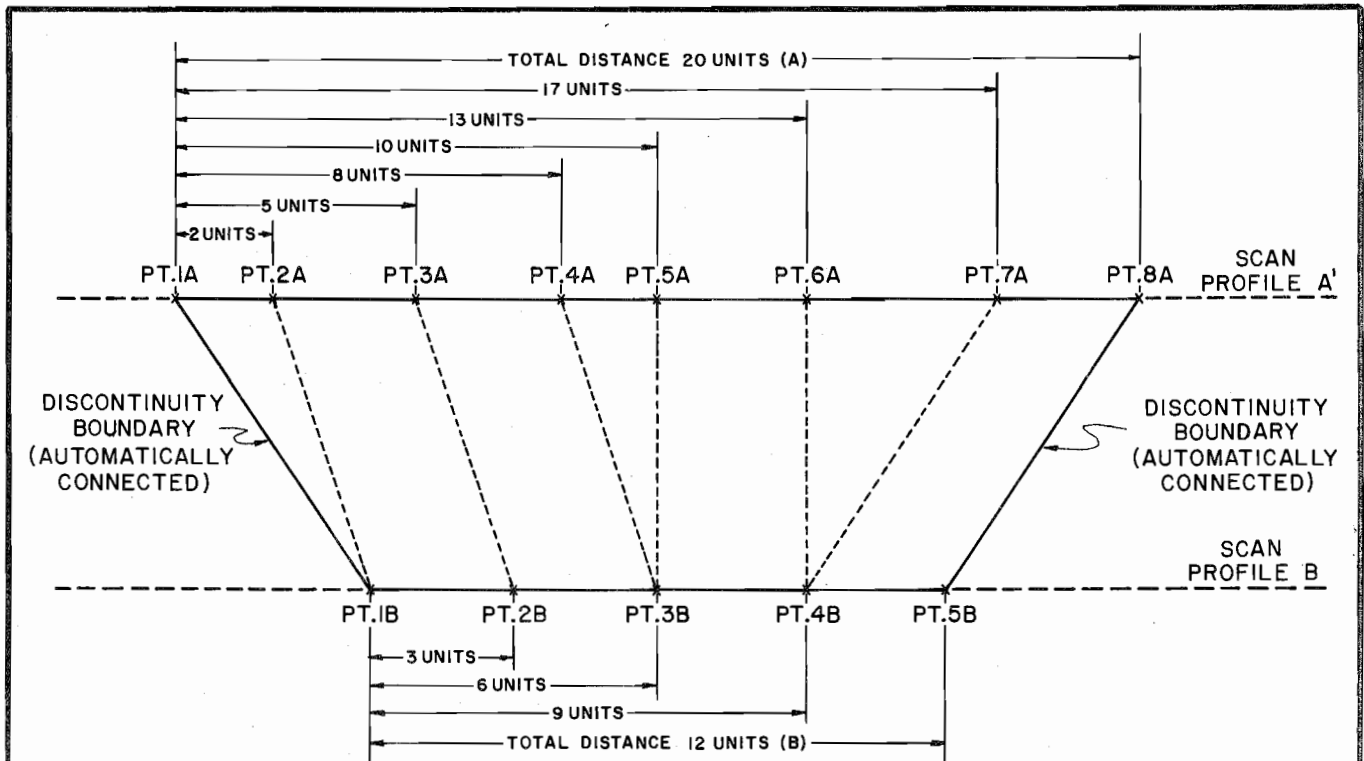 TOTAL DISTANCE 20 UNITS (A)
17 UNITS
13 UNITS
10 UNITS
8 UNITS
5 UNITS
2 UNITS
PT.1A PT.2A PT.3A PT.4A PT.5A PT.6A PT.7A PT.8A
SCAN
PROFILE A'
DISCONTINUITY
BOUNDARY
(AUTOMATICALLY
CONNECTED)
DISCONTINUITY
BOUNDARY
(AUTOMATICALLY
CONNECTED)
SCAN
PROFILE B
PT.1B PT.2B PT.3B PT.4B PT.5B
3 UNITS
6 UNITS
9 UNITS
TOTAL DISTANCE 12 UNITS (B)